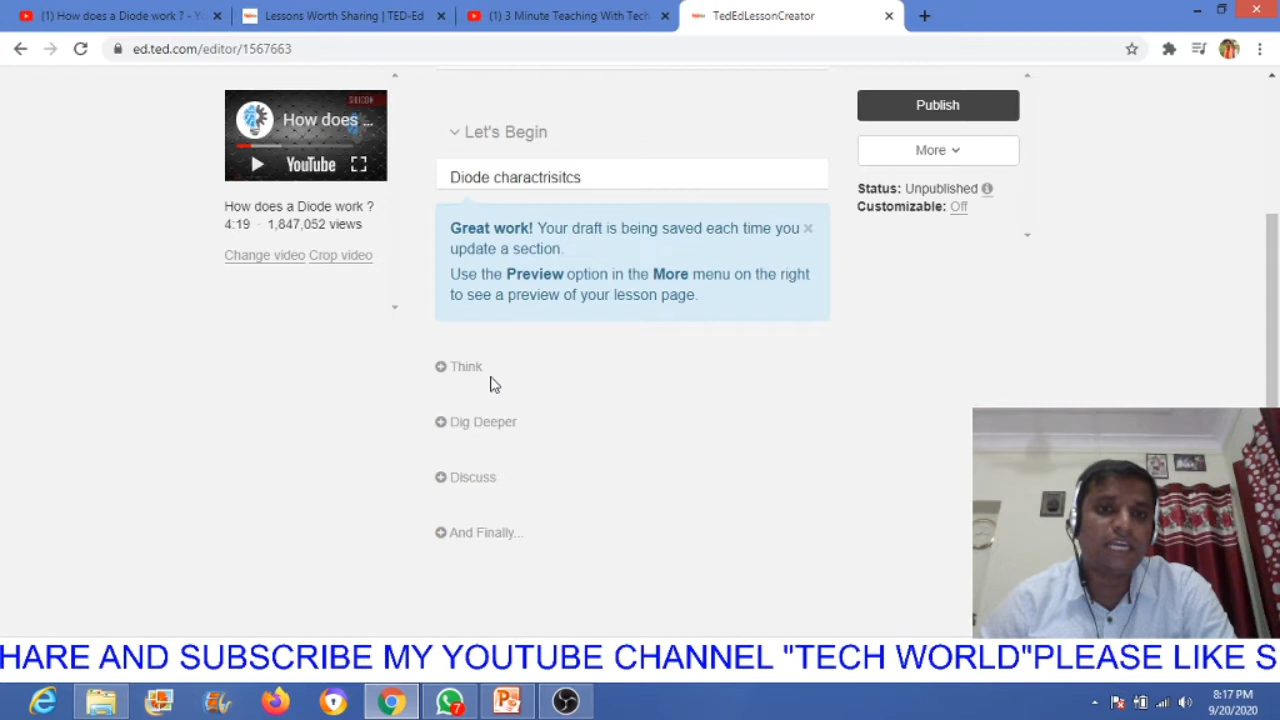 (1) How does a Diode work ? - Y
Lessons Worth Sharing | TED-Ed
(1) 3 Minute Teaching With Tech
TedEdLessonCreator
ed.ted.com/editor/1567663
SILICON
How does ...
YouTube
How does a Diode work ?
4:19 · 1,847,052 views
Change video Crop video
Let's Begin
Diode charactrisitcs
Great work! Your draft is being saved each time you
update a section.
Use the Preview option in the More menu on the right
to see a preview of your lesson page.
Think
Dig Deeper
Discuss
And Finally...
Publish
More
Status: Unpublished
Customizable: Off
HARE AND SUBSCRIBE MY YOUTUBE CHANNEL "TECH WORLD"PLEASE LIKE S
7
8:17 PM
9/20/2020